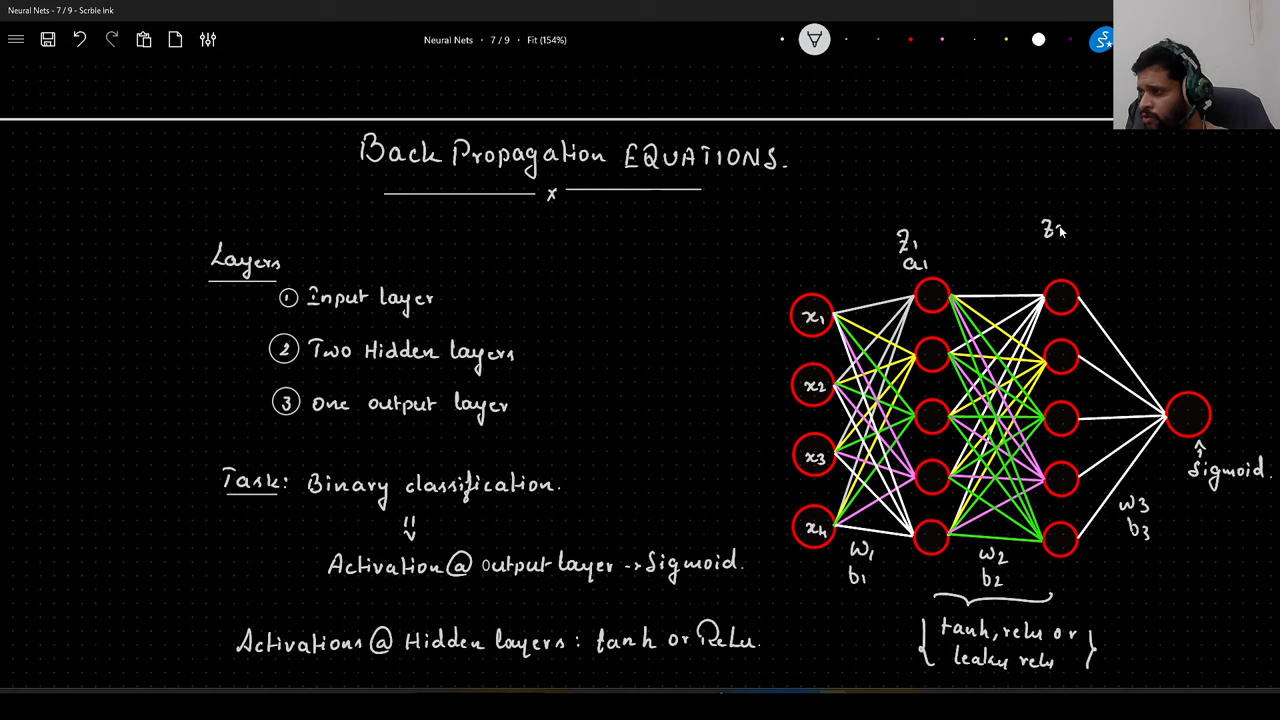 Neural Nets - 7 / 9 - Scrble Ink
Neural Nets • 7 / 9 • Fit (154%)
Back Propagation EQUATIONS.
x
Layers
① Input layer
② Two Hidden layers
③ One output layer
Task: Binary classification.
Activation@ output layer -> Sigmoid.
Activations@ Hidden layers: tanh or ReLu.
z1
a1
z
x1
x2
x3
x4
w1
b1
w2
b2
w3
b3
Sigmoid.
{ tanh, relu or
leaky relu }